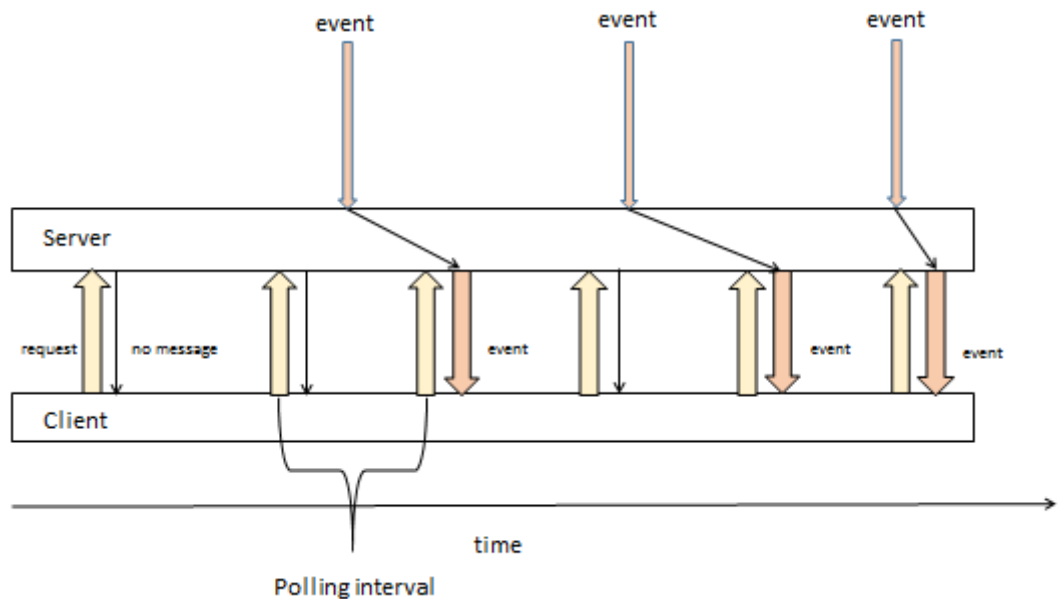 event
event
event
Server
request
no message
event
event
event
Client
time
Polling interval